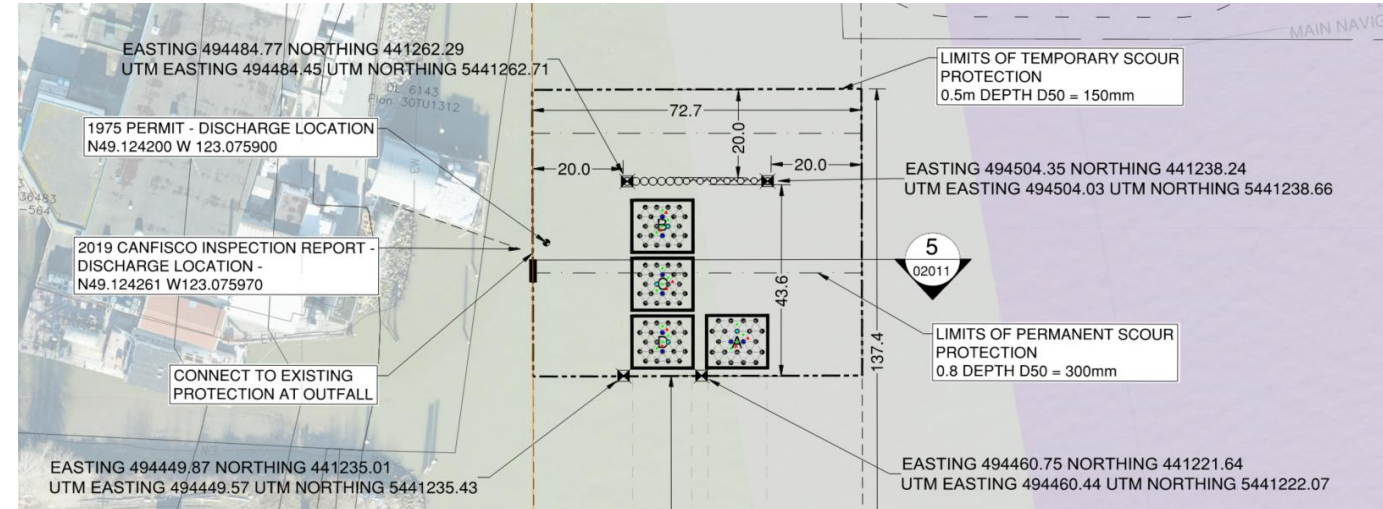 MAIN NAVIG
EASTING 494484.77 NORTHING 441262.29
UTM EASTING 494484.45 UTM NORTHING 5441262.71
DL 6143
Plan 30TU1312
LIMITS OF TEMPORARY SCOUR
PROTECTION
0.5m DEPTH D50 = 150mm
72.7
20.0
1975 PERMIT - DISCHARGE LOCATION
N49.124200 W 123.075900
20.0
20.0
EASTING 494504.35 NORTHING 441238.24
UTM EASTING 494504.03 UTM NORTHING 5441238.66
36483
-564
B
2019 CANFISCO INSPECTION REPORT -
DISCHARGE LOCATION -
N49.124261 W123.075970
5
02011
C
43.6
137.4
LIMITS OF PERMANENT SCOUR
PROTECTION
0.8 DEPTH D50 = 300mm
D
A
CONNECT TO EXISTING
PROTECTION AT OUTFALL
EASTING 494449.87 NORTHING 441235.01
UTM EASTING 494449.57 UTM NORTHING 5441235.43
EASTING 494460.75 NORTHING 441221.64
UTM EASTING 494460.44 UTM NORTHING 5441222.07